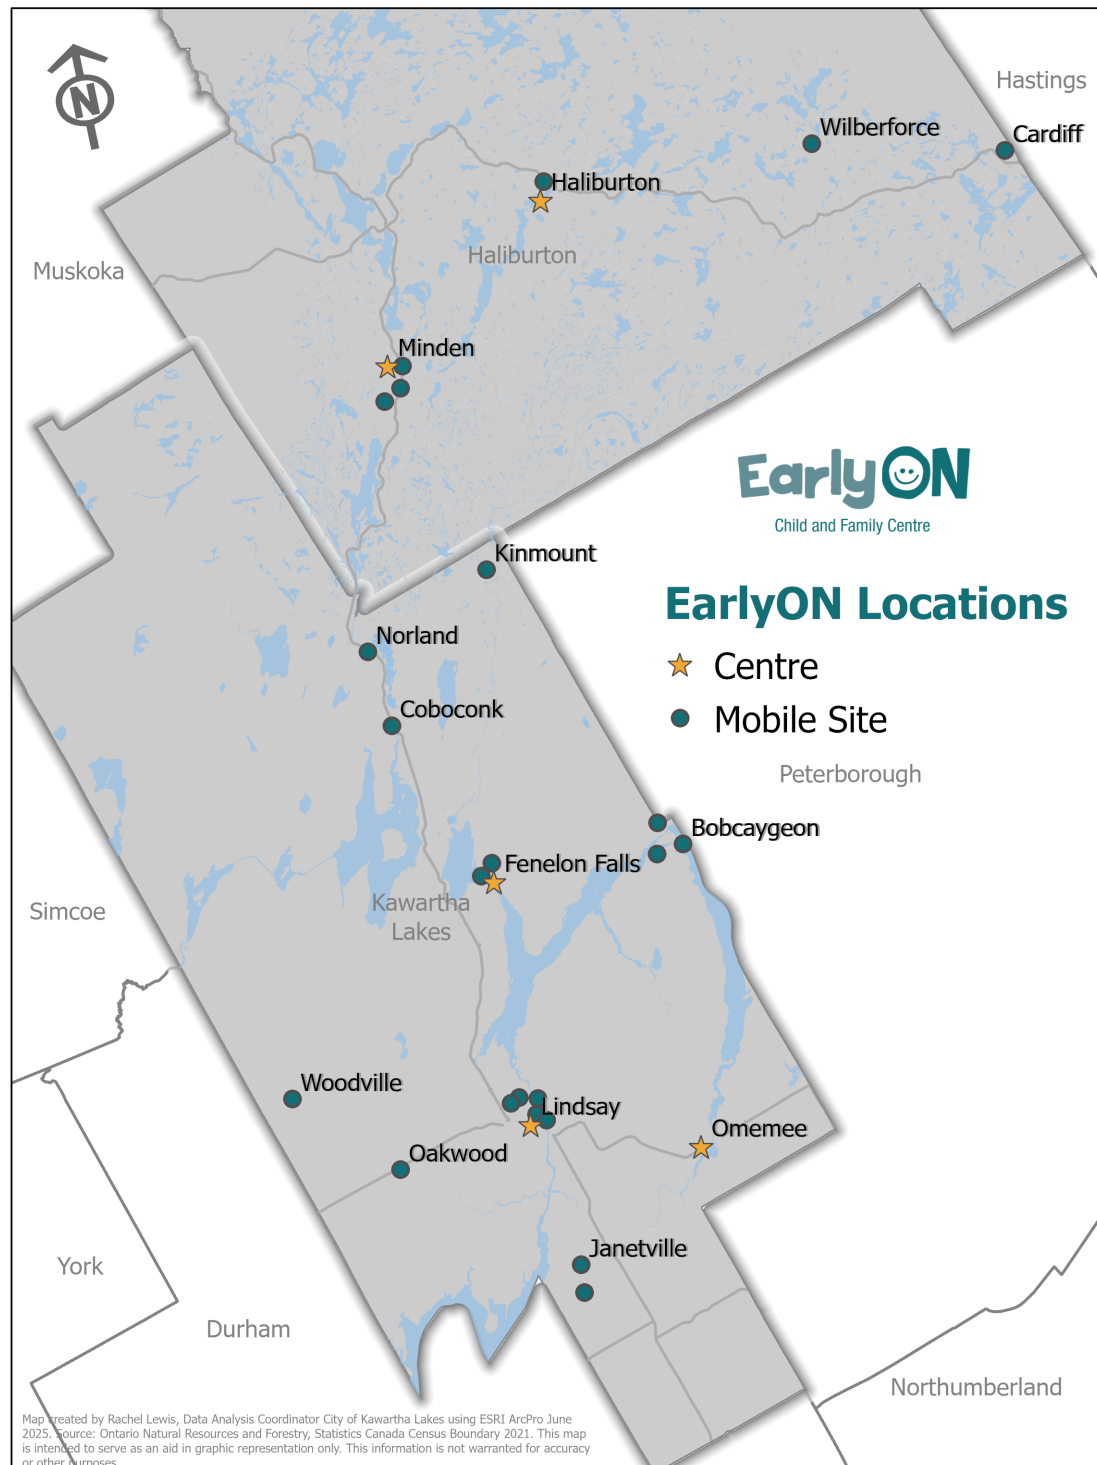 N
Hastings
Wilberforce
Cardiff
Haliburton
Haliburton
Muskoka
Minden
EarlyON
Child and Family Centre
Kinmount
EarlyON Locations
Norland
Centre
Coboconk
Mobile Site
Peterborough
Bobcaygeon
Fenelon Falls
Kawartha
Lakes
Simcoe
Woodville
Lindsay
Omemee
Oakwood
Janetville
York
Durham
Northumberland
Map created by Rachel Lewis, Data Analysis Coordinator City of Kawartha Lakes using ESRI ArcPro June
2025. Source: Ontario Natural Resources and Forestry, Statistics Canada Census Boundary 2021. This map
is intended to serve as an aid in graphic representation only. This information is not warranted for accuracy
or other purposes